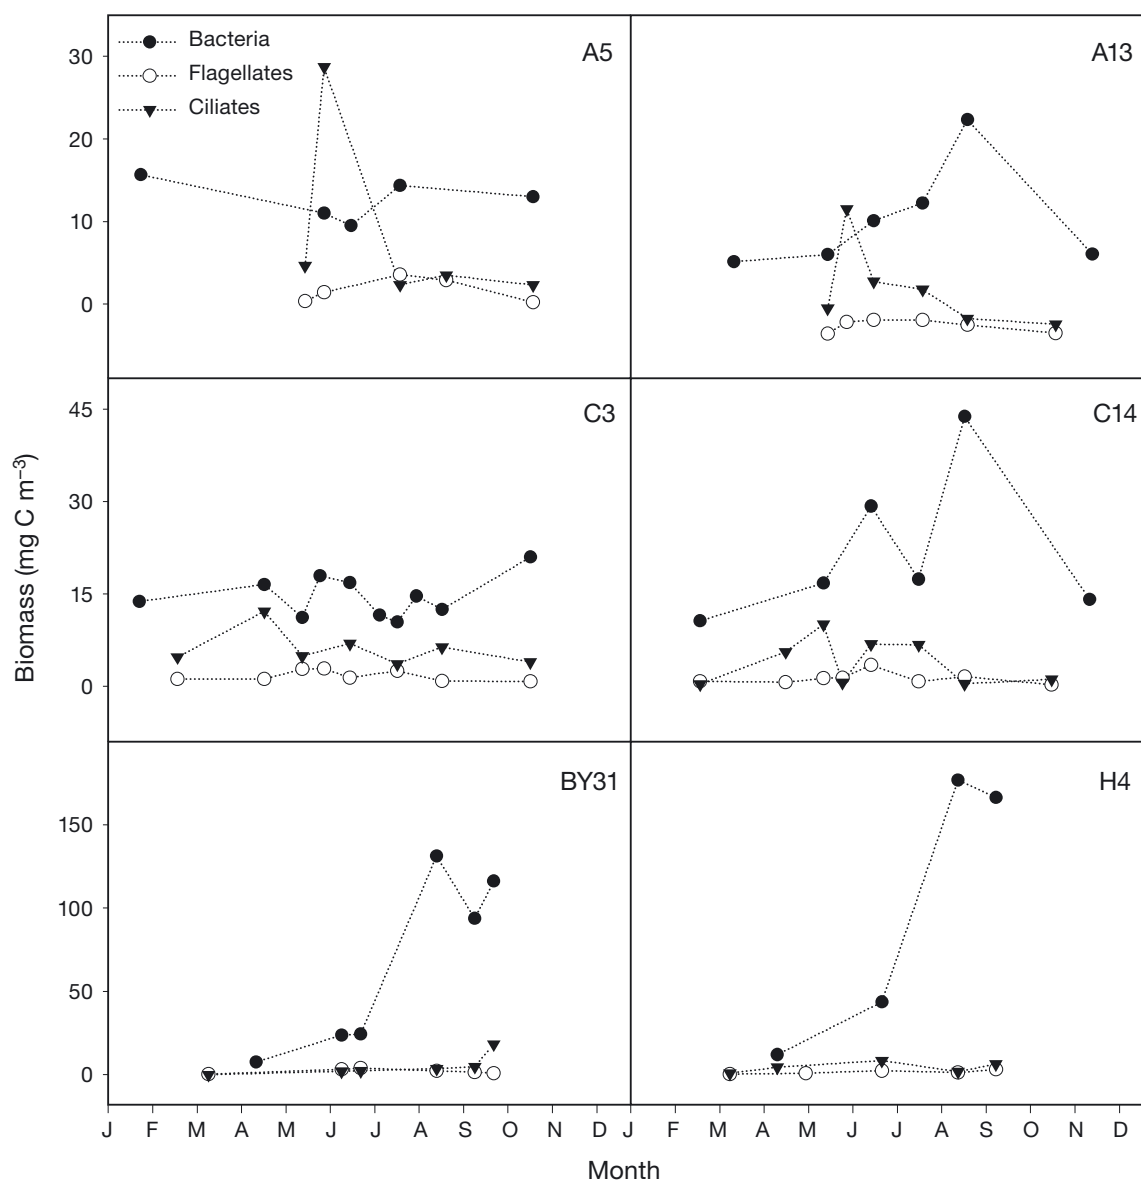 Bacteria
Flagellates
Ciliates
A5
A13
30
20
10
0
C3
C14
45
30
15
0
Biomass (mg C m⁻³)
BY31
H4
150
100
50
0
J F M A M J J A S O N D J F M A M J J A S O N D
Month